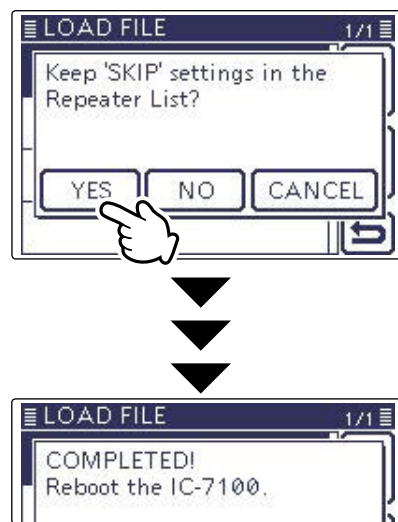 LOAD FILE 1/1
Keep 'SKIP' settings in the
Repeater List?
YES NO CANCEL
LOAD FILE 1/1
COMPLETED!
Reboot the IC-7100.